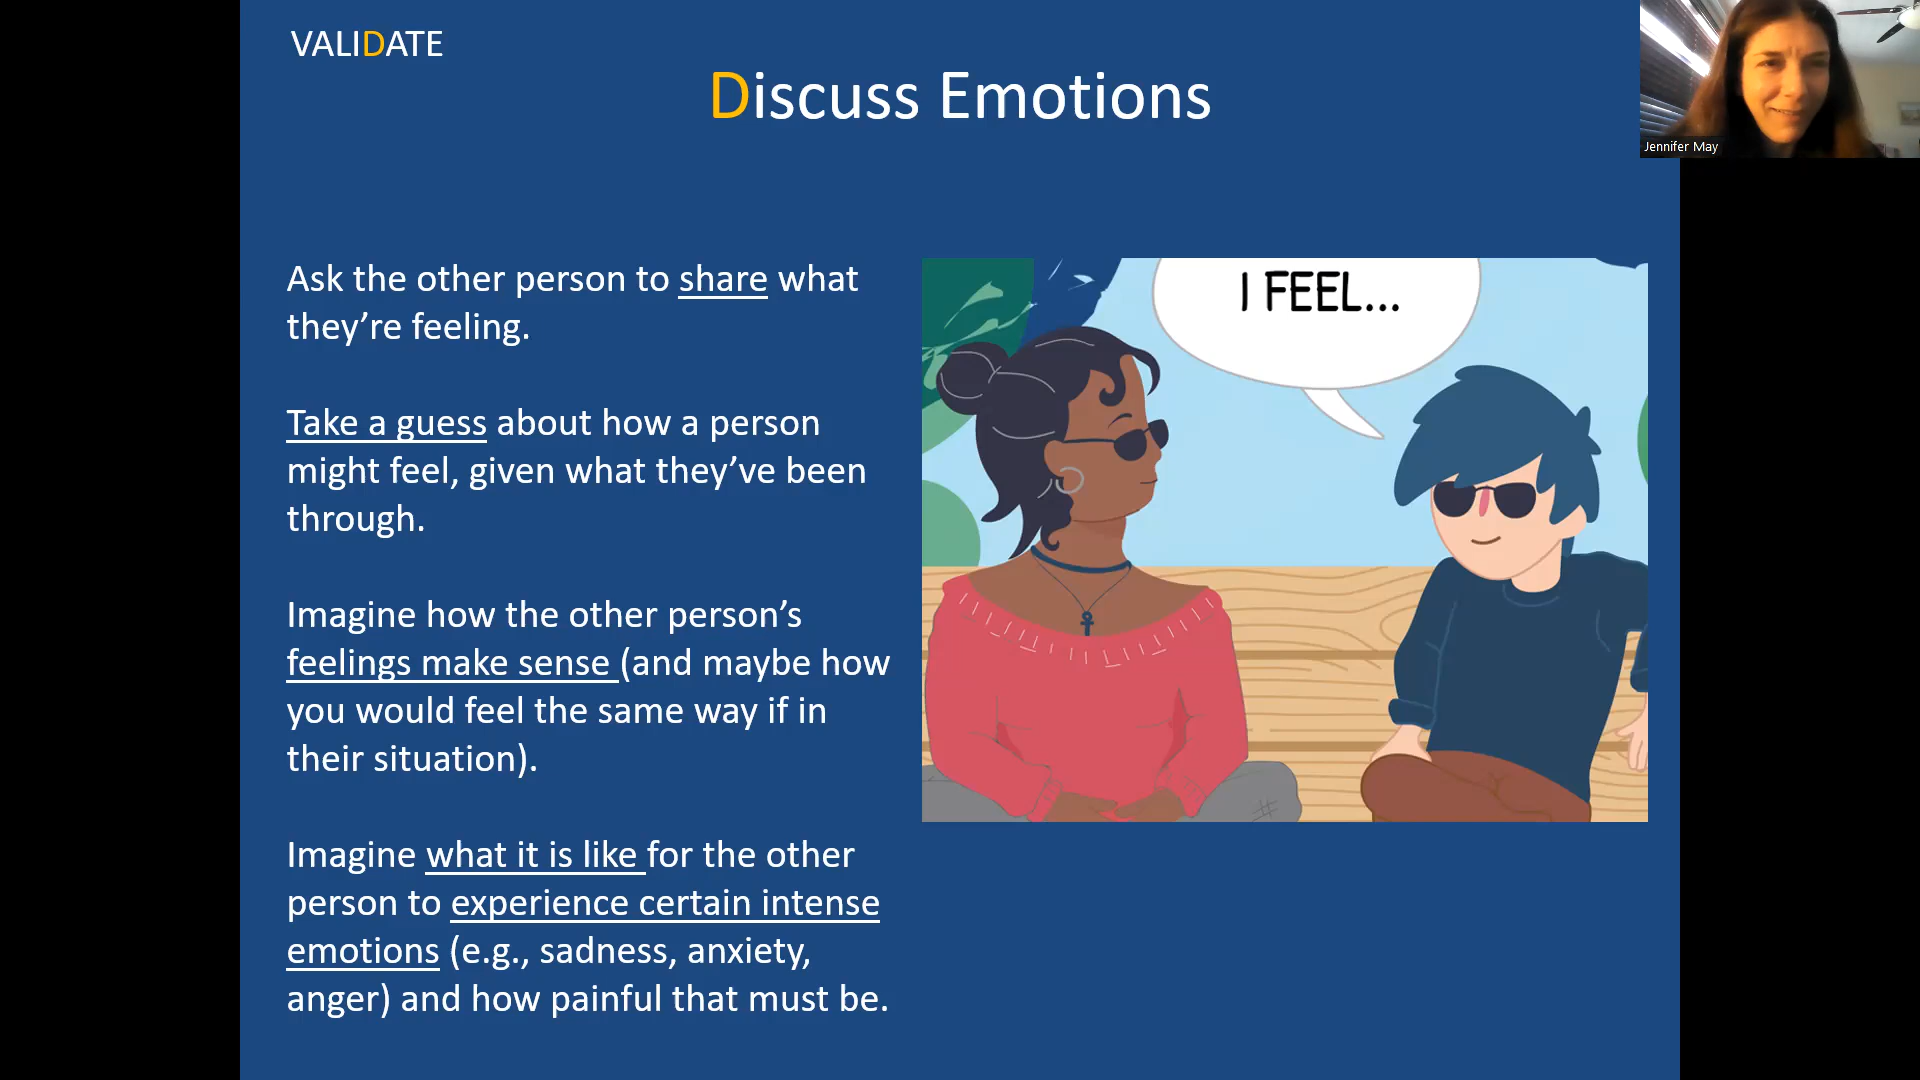 VALIDATE
Discuss Emotions
Jennifer May
Ask the other person to share what
they’re feeling.
Take a guess about how a person
might feel, given what they’ve been
through.
Imagine how the other person’s
feelings make sense (and maybe how
you would feel the same way if in
their situation).
Imagine what it is like for the other
person to experience certain intense
emotions (e.g., sadness, anxiety,
anger) and how painful that must be.
I FEEL...